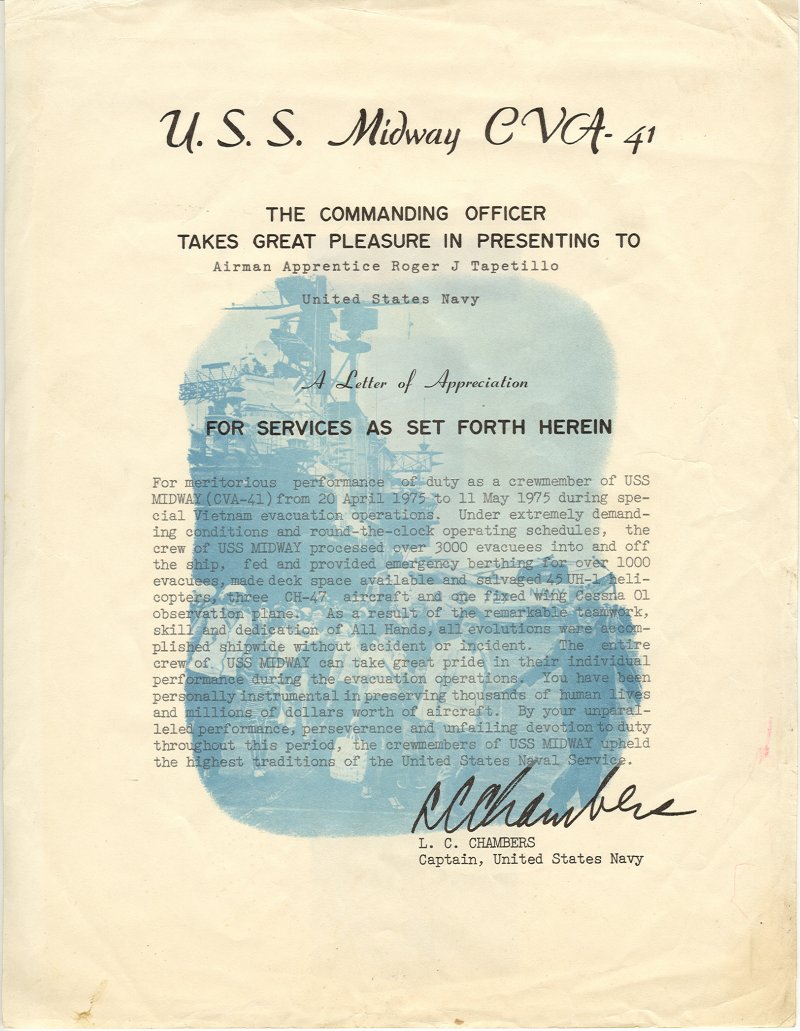 U. S. S. Midway CVA-41
THE COMMANDING OFFICER
TAKES GREAT PLEASURE IN PRESENTING TO
Airman Apprentice Roger J Tapetillo
United States Navy
A Letter of Appreciation
FOR SERVICES AS SET FORTH HEREIN
For meritorious performance of duty as a crewmember of USS
MIDWAY(CVA-41)from 20 April 1975 to 11 May 1975 during spe-
cial Vietnam evacuation operations. Under extremely demand-
ing conditions and round-the-clock operating schedules, the
crew of USS MIDWAY processed over 3000 evacuees into and off
the ship, fed and provided emergency berthing for over 1000
evacuees, made deck space available and salvaged 45 UH-1 heli-
copters, three CH-47 aircraft and one fixed wing Cessna O1
observation plane. As a result of the remarkable teamwork,
skill and dedication of All Hands, all evolutions were accom-
plished shipwide without accident or incident. The entire
crew of USS MIDWAY can take great pride in their individual
performance during the evacuation operations. You have been
personally instrumental in preserving thousands of human lives
and millions of dollars worth of aircraft. By your unparal-
leled performance, perseverance and unfailing devotion to duty
throughout this period, the crewmembers of USS MIDWAY upheld
the highest traditions of the United States Naval Service.
L C Chambers
L. C. CHAMBERS
Captain, United States Navy